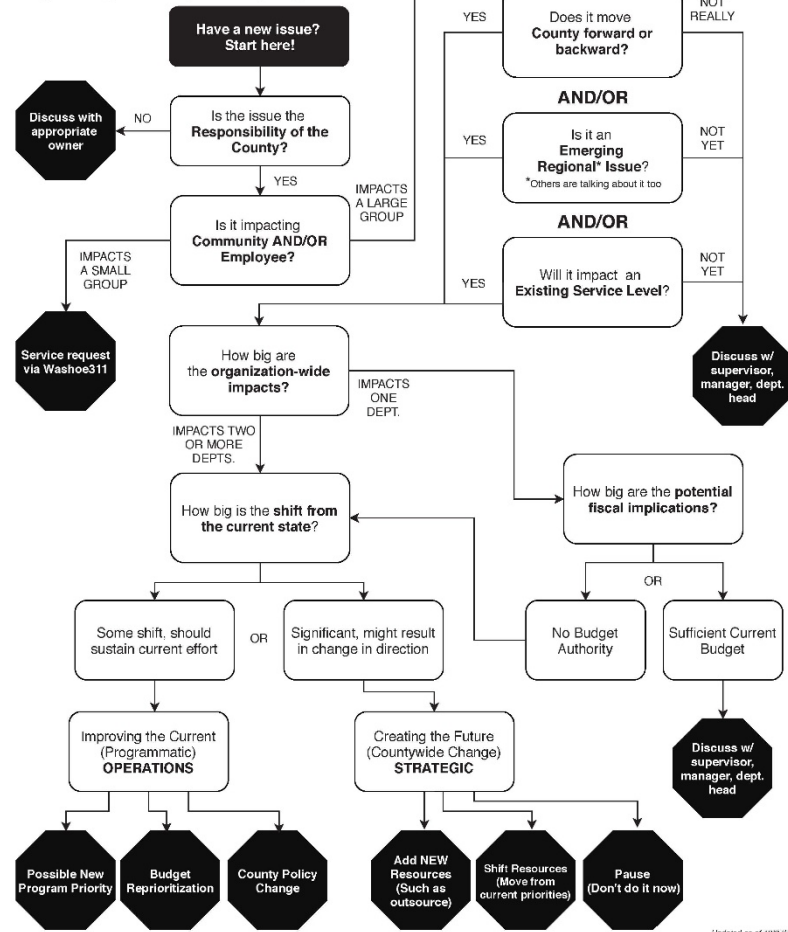 Have a new issue?
Start here!
Is the issue the
Responsibility of the
County?
NO
Discuss with
appropriate
owner
YES
Is it impacting
Community AND/OR
Employee?
IMPACTS
A SMALL
GROUP
Service request
via Washoe311
IMPACTS
A LARGE
GROUP
Does it move
County forward or
backward?
YES
NOT
REALLY
AND/OR
Is it an
Emerging
Regional* Issue?
*Others are talking about it too
YES
NOT
YET
AND/OR
Will it impact an
Existing Service Level?
YES
NOT
YET
Discuss w/
supervisor,
manager, dept.
head
How big are
the organization-wide
impacts?
IMPACTS
ONE
DEPT.
IMPACTS TWO
OR MORE
DEPTS.
How big is the shift from
the current state?
How big are the potential
fiscal implications?
OR
No Budget
Authority
Sufficient Current
Budget
Discuss w/
supervisor,
manager, dept.
head
Some shift, should
sustain current effort
OR
Significant, might result
in change in direction
Improving the Current
(Programmatic)
OPERATIONS
Creating the Future
(Countywide Change)
STRATEGIC
Possible New
Program Priority
Budget
Reprioritization
County Policy
Change
Add NEW
Resources
(Such as
outsource)
Shift Resources
(Move from
current priorities)
Pause
(Don't do it now)
Updated as of